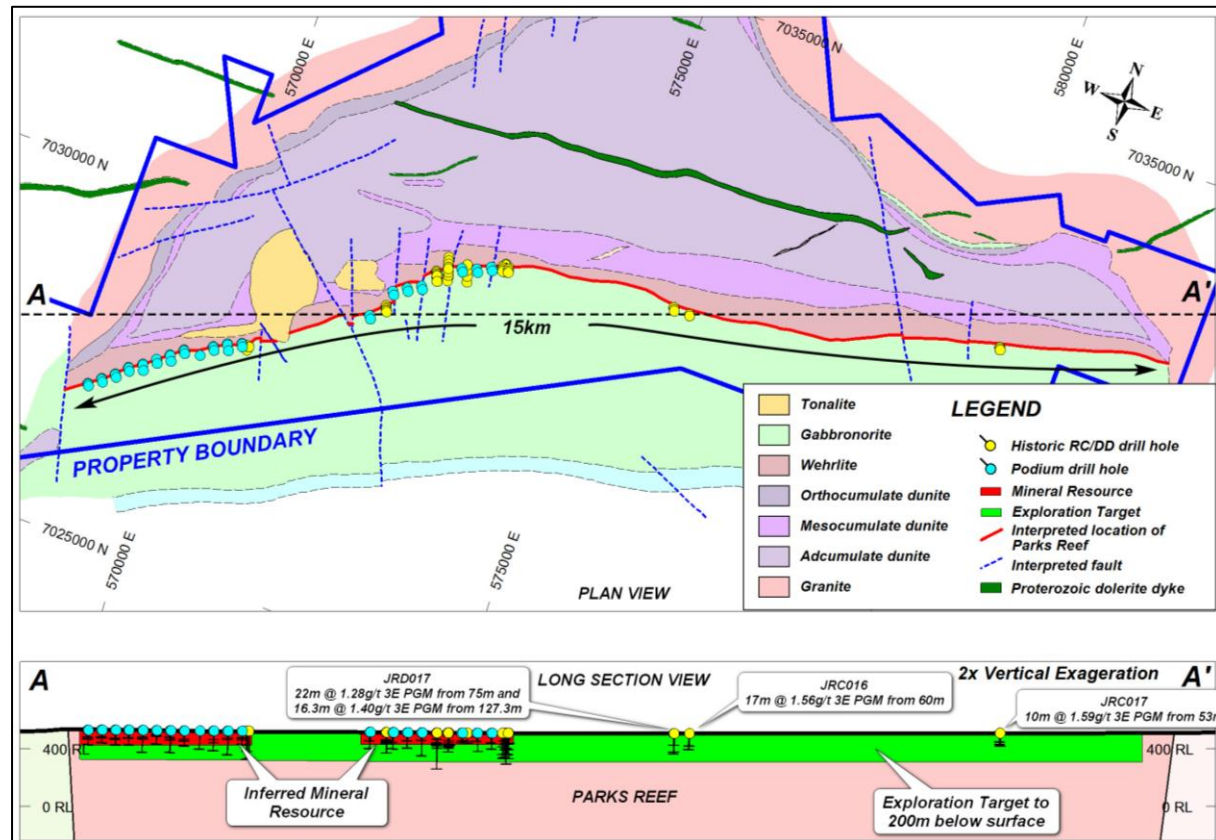 570000 E
575000 E
7035000 N
580000 E
N
W
E
S
7030000 N
7035000 N
A
A'
15km
PROPERTY BOUNDARY
7025000 N
570000 E
575000 E
PLAN VIEW
LEGEND
Tonalite
Gabbronorite
Wehrlite
Orthocumulate dunite
Mesocumulate dunite
Adcumulate dunite
Granite
Historic RC/DD drill hole
Podium drill hole
Mineral Resource
Exploration Target
Interpreted location of
Parks Reef
Interpreted fault
Proterozoic dolerite dyke
A
LONG SECTION VIEW
2x Vertical Exageration
A'
JRD017
22m @ 1.28g/t 3E PGM from 75m and
16.3m @ 1.40g/t 3E PGM from 127.3m
JRC016
17m @ 1.56g/t 3E PGM from 60m
JRC017
10m @ 1.59g/t 3E PGM from 53m
400 RL
400 RL
0 RL
0 RL
Inferred Mineral
Resource
PARKS REEF
Exploration Target to
200m below surface